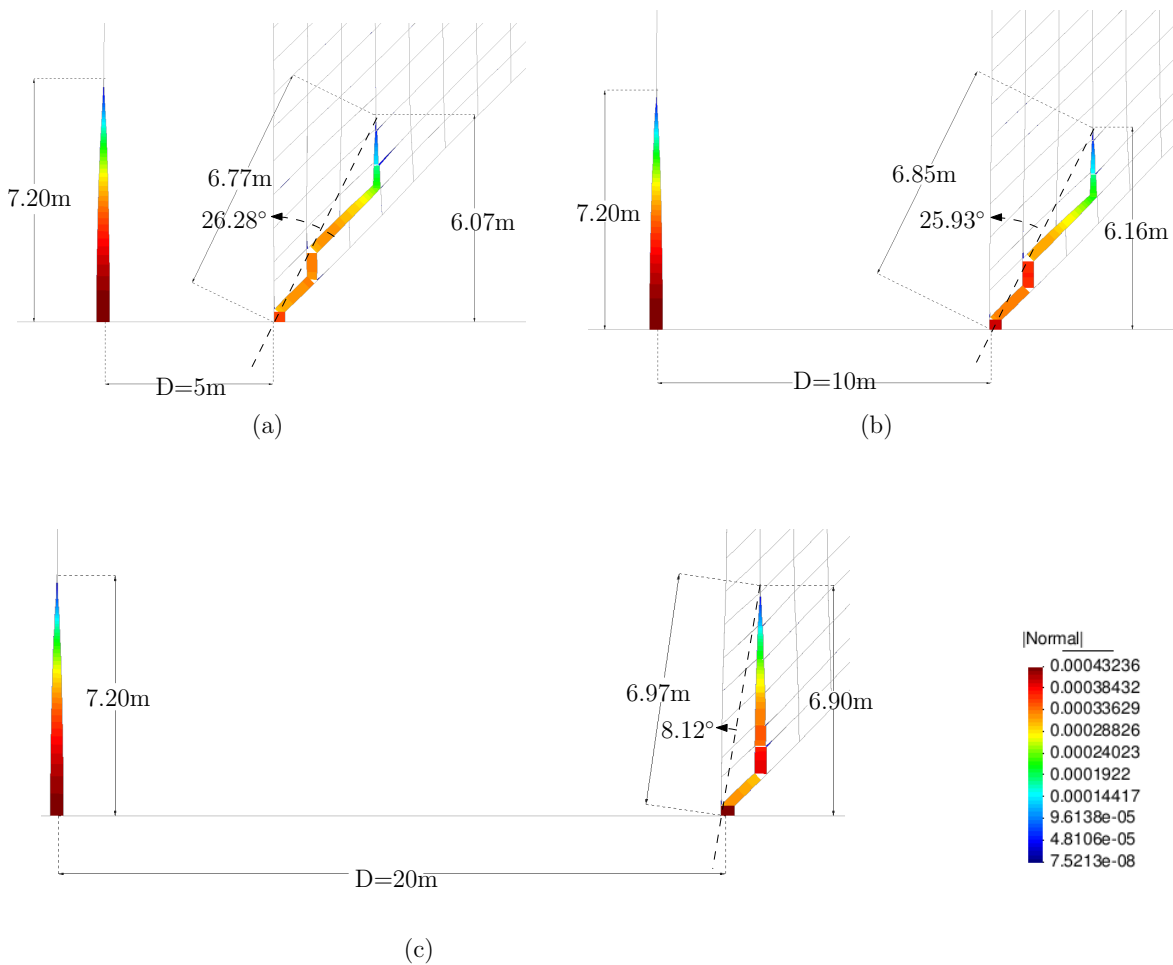 7.20m
6.77m
26.28°
6.07m
D=5m
(a)
7.20m
6.85m
25.93°
6.16m
D=10m
(b)
7.20m
6.97m
8.12°
6.90m
D=20m
(c)
|Normal|
0.00043236
0.00038432
0.00033629
0.00028826
0.00024023
0.0001922
0.00014417
9.6138e-05
4.8106e-05
7.5213e-08